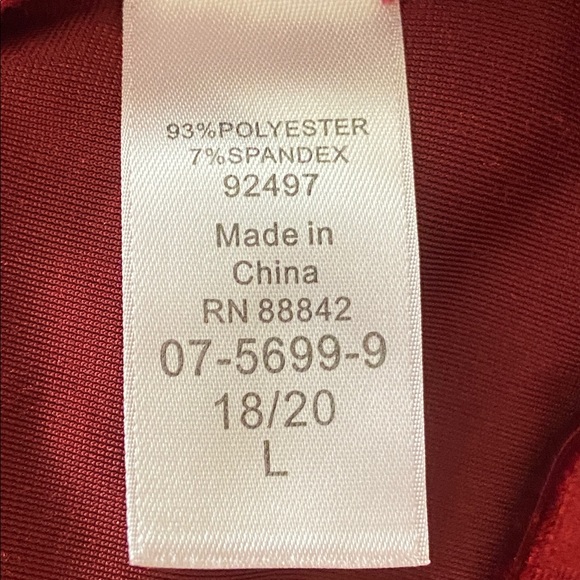 93%POLYESTER
7%SPANDEX
92497
Made in
China
RN 88842
07-5699-9
18/20
L